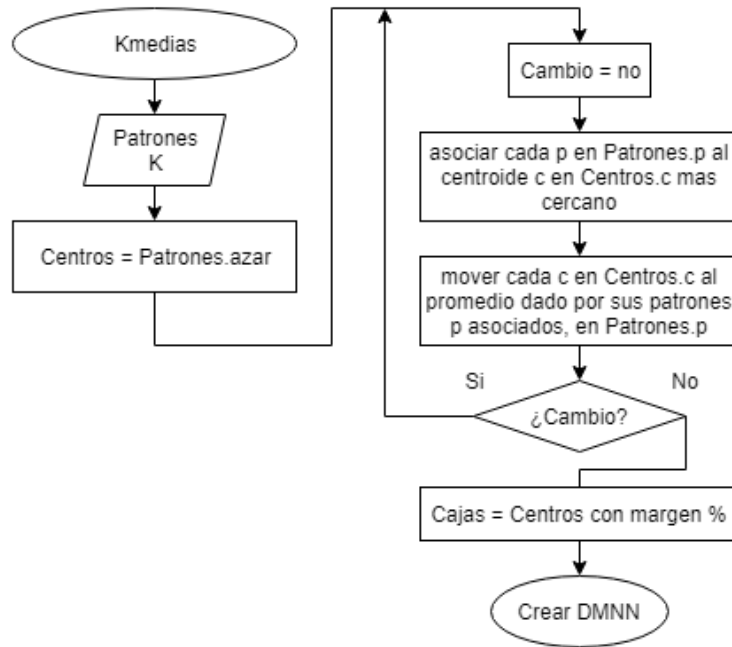 Kmedias
Patrones
K
Centros = Patrones.azar
Cambio = no
asociar cada p en Patrones.p al
centroide c en Centros.c mas
cercano
mover cada c en Centros.c al
promedio dado por sus patrones
p asociados, en Patrones.p
Si
No
¿Cambio?
Cajas = Centros con margen %
Crear DMNN